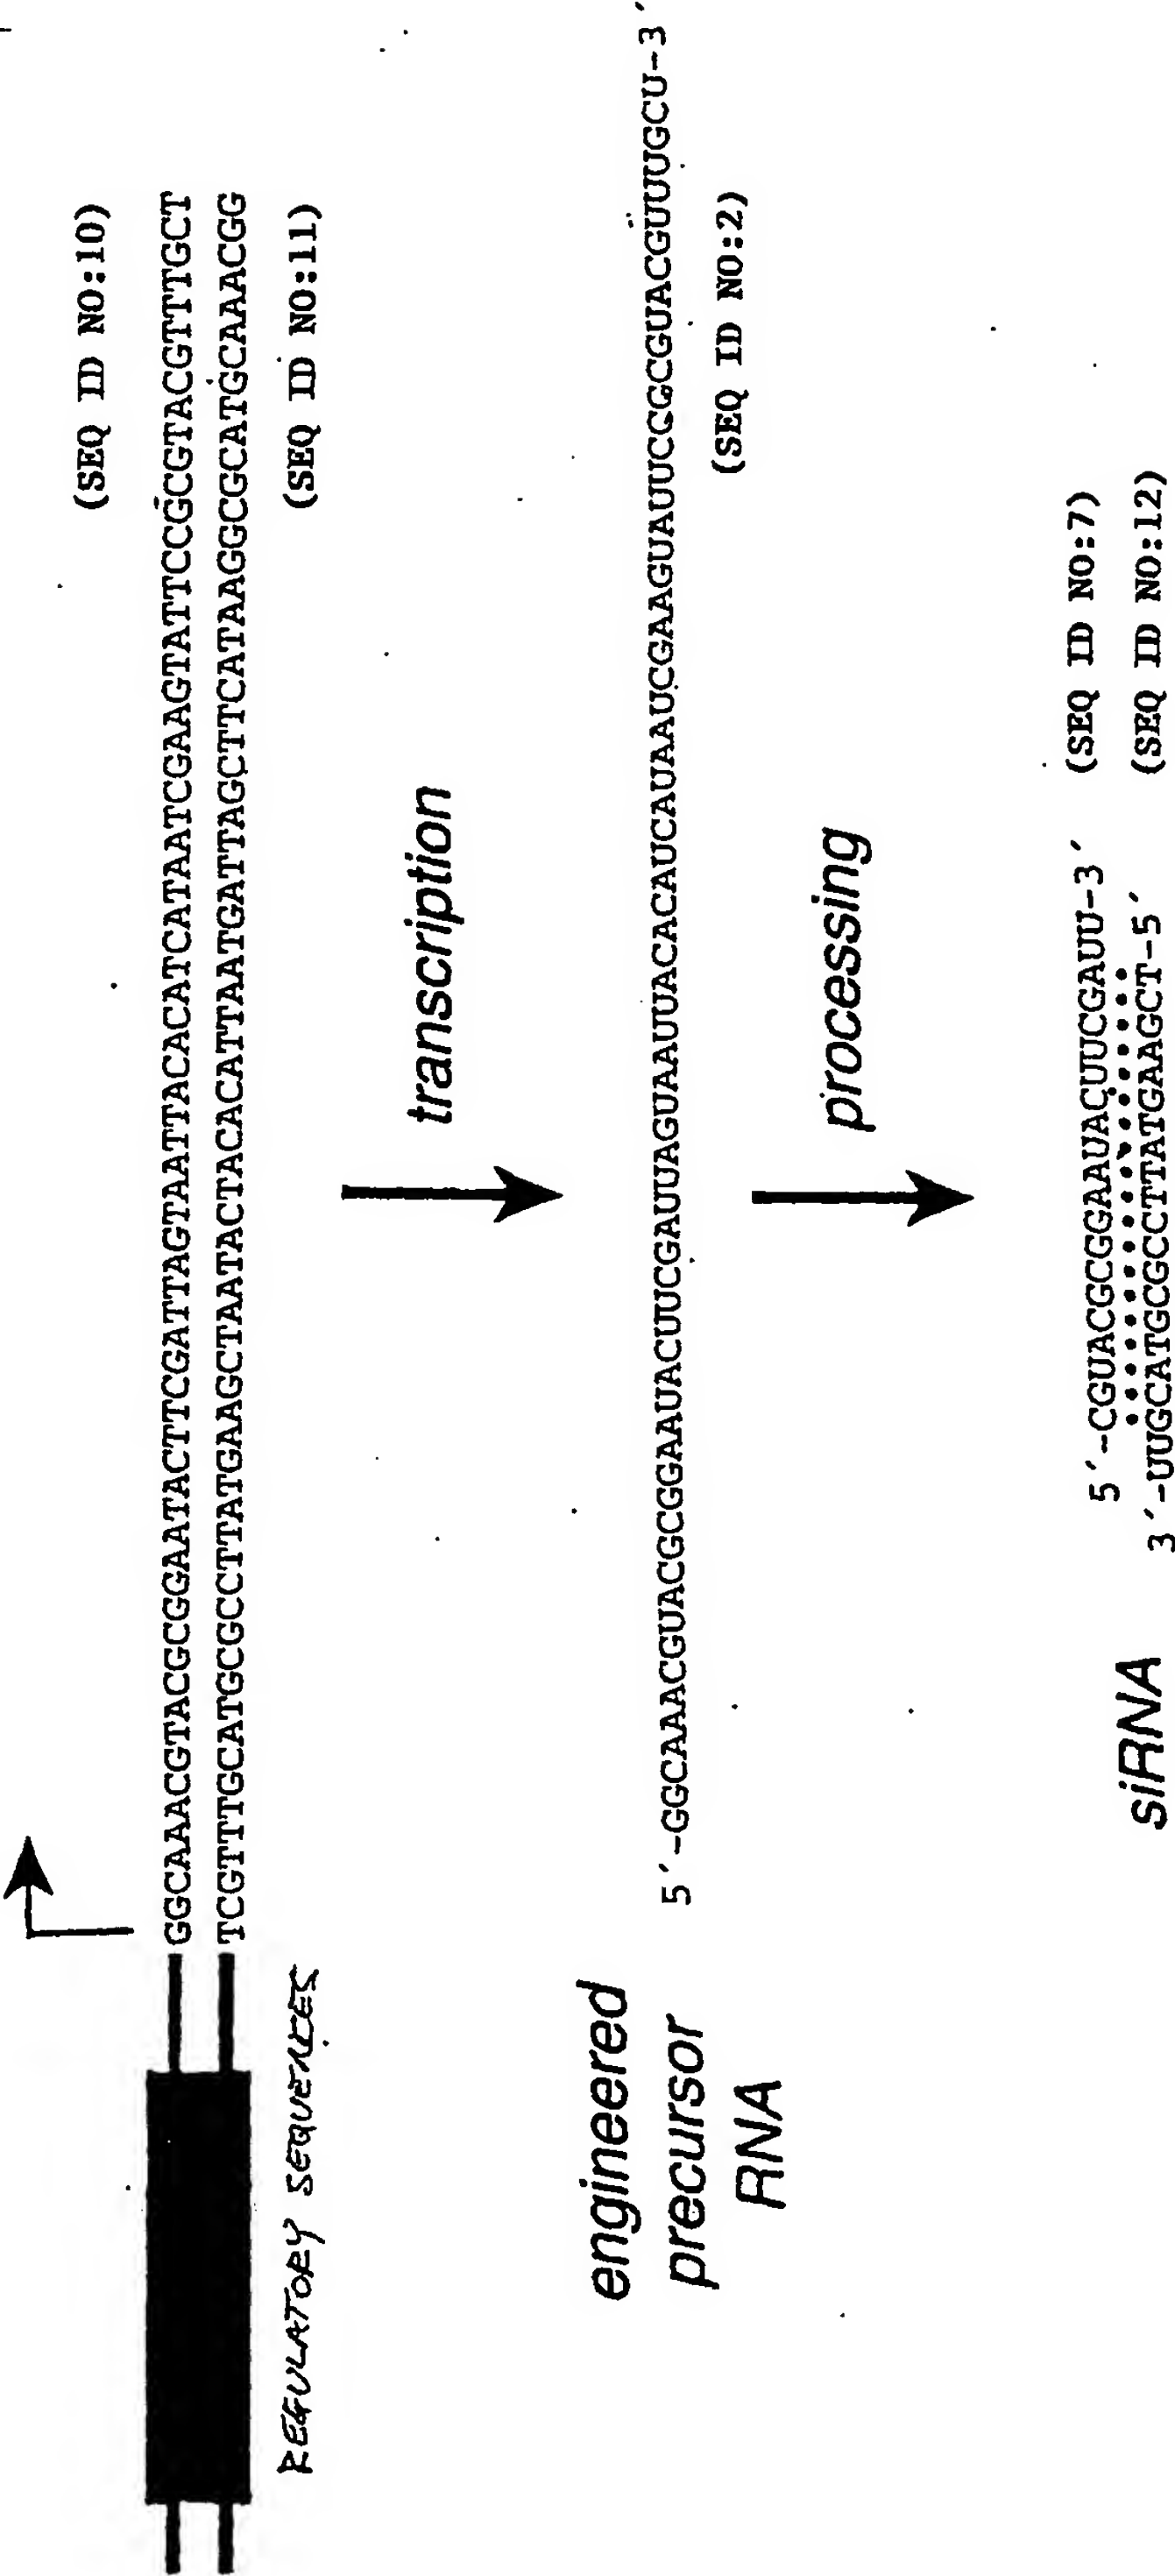 (SEQ ID NO:10)
GGCAAACGTACGCGGAATACTTCGATTAGTAATTACACATCATAATCGAAGTATTCCGCGTACGTTTGCT
TCGTTTGCATGCGCCTTATGAAGCTAATACTACACATTAATGATTAGCTTCATAAGGCGCATGCAAACGG
(SEQ ID NO:11)
REGULATORY SEQUENCES
transcription
engineered
precursor
RNA
5′-GGCAAACGUACGCGGAAUACUUCGAUUAGUAAUUACACAUCAUAAUCGAAGUAUUCCGCGUACGUUUGCU-3′
(SEQ ID NO:2)
processing
siRNA
5′-CGUACGCGGAAUACUUCGAUU-3′ (SEQ ID NO:7)
3′-UUGCATGCGCCTTATGAAGCT-5′ (SEQ ID NO:12)